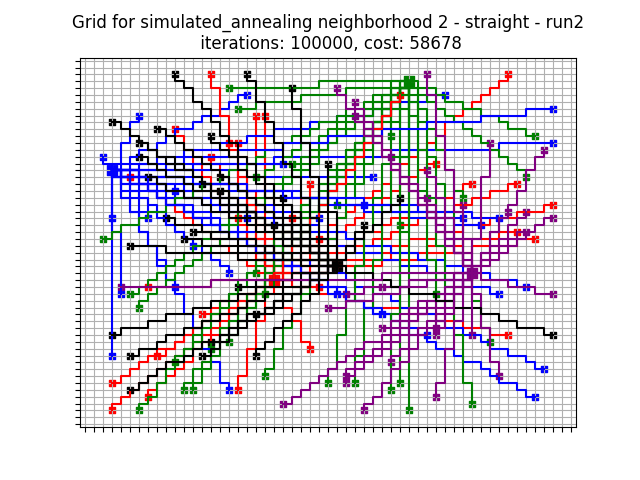 Grid for simulated_annealing neighborhood 2 - straight - run2
iterations: 100000, cost: 58678